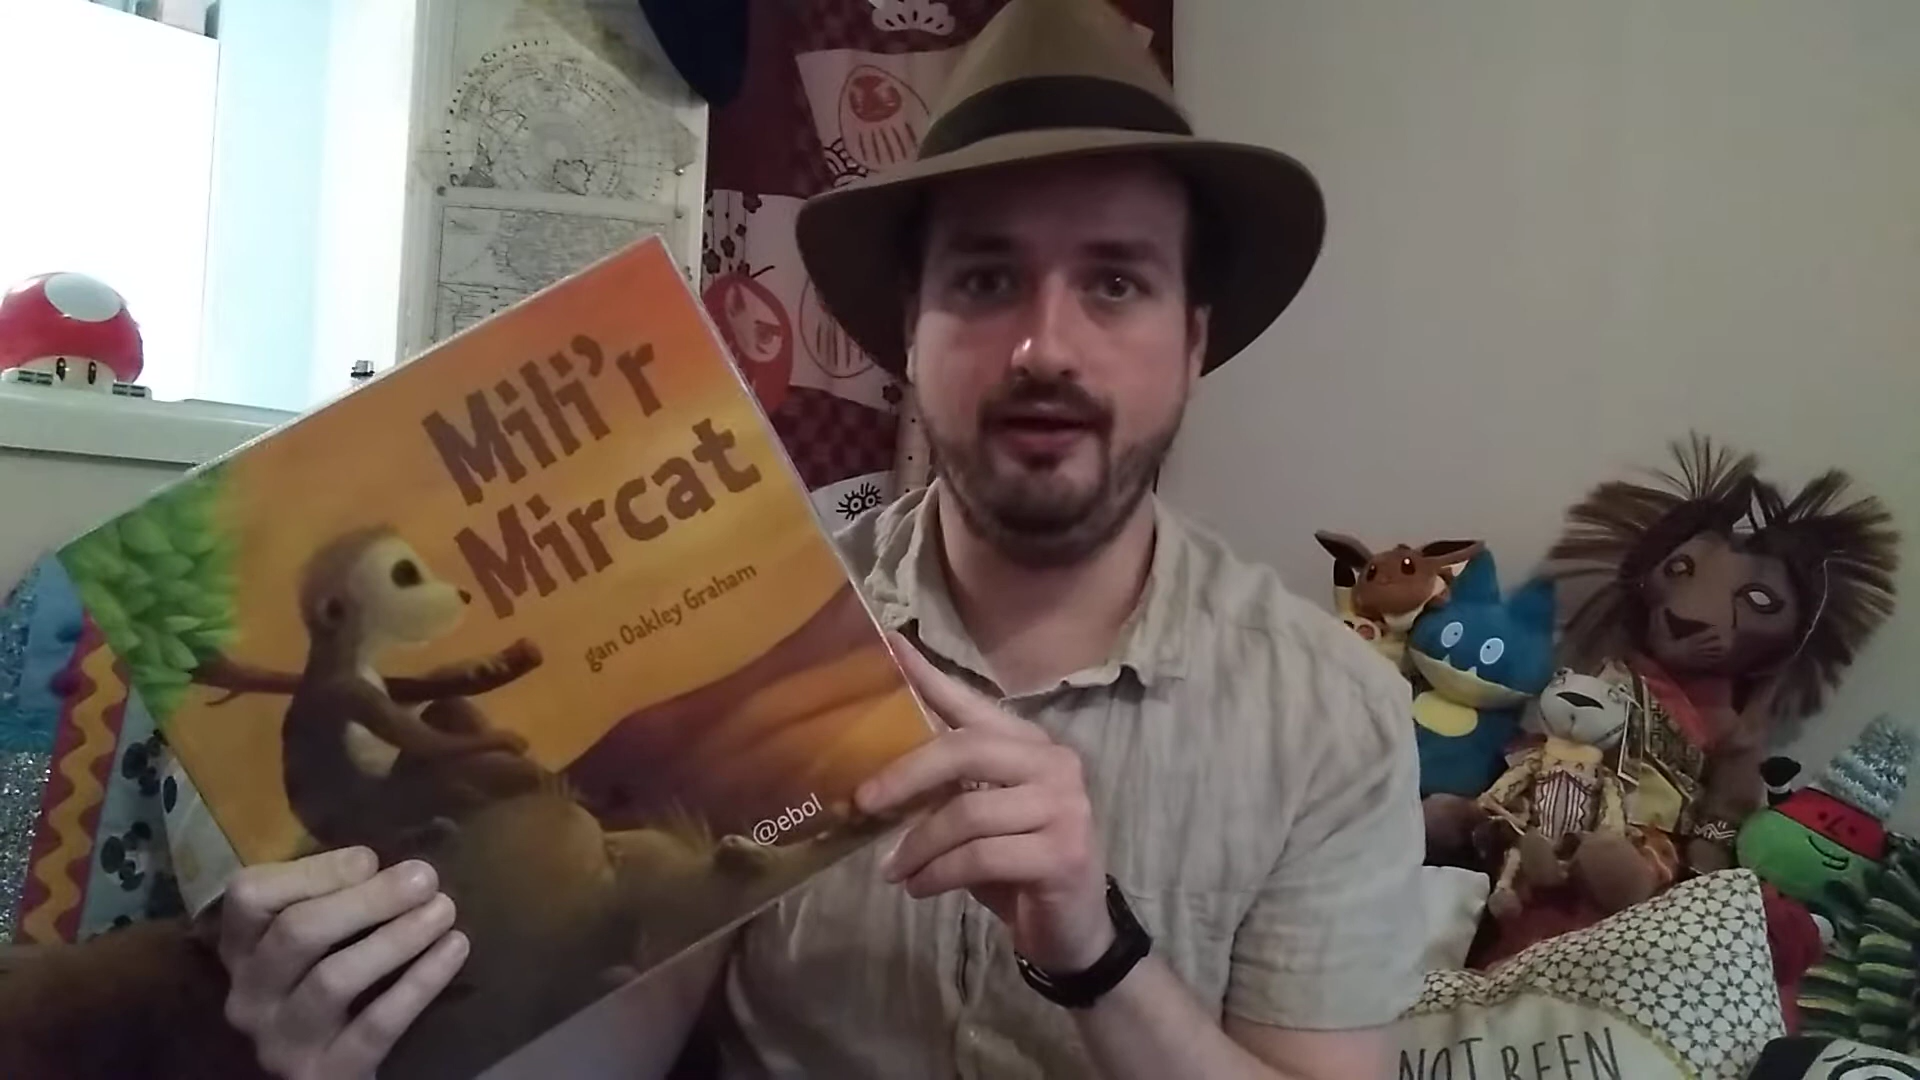 Mili'r
Mircat
gan Oakley Graham
@ebol
NOT BEEN